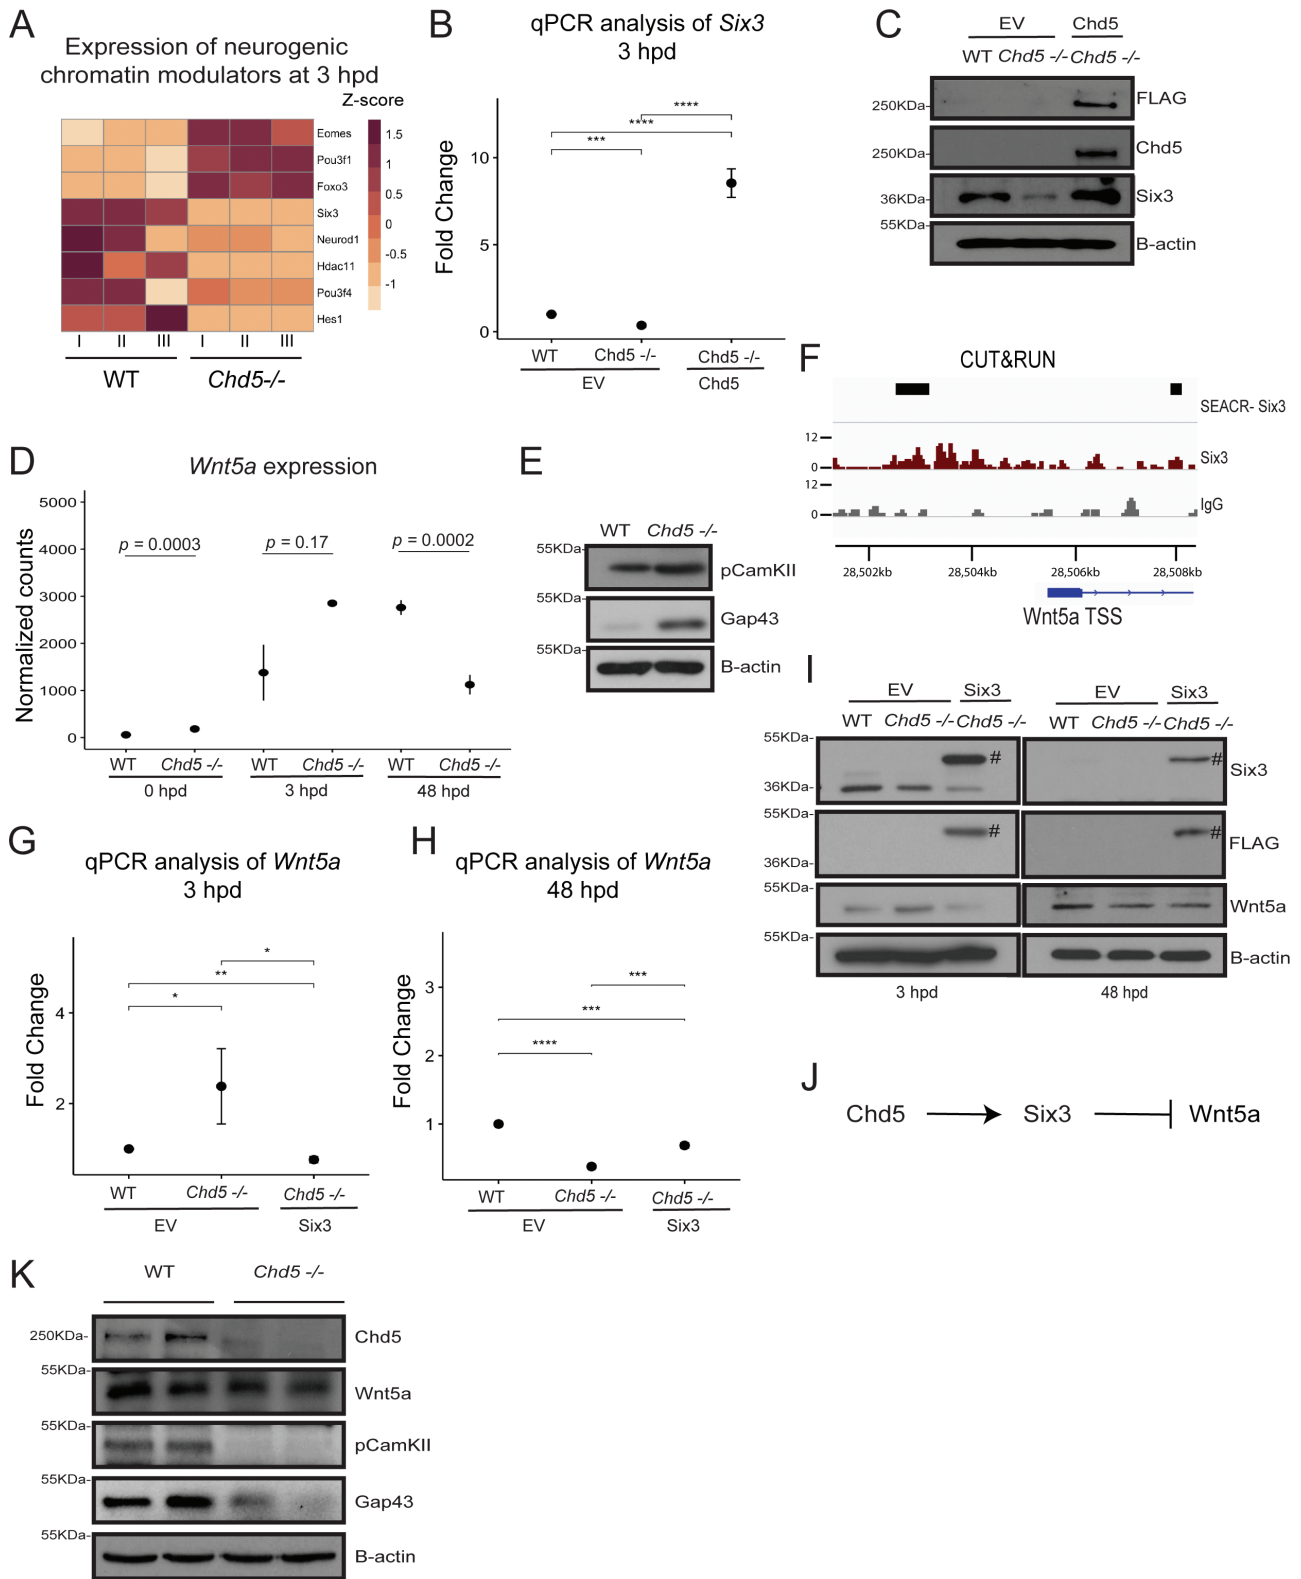 A
Expression of neurogenic
chromatin modulators at 3 hpd
Z-score
Eomes
Pou3f1
Foxo3
Six3
Neurod1
Hdac11
Pou3f4
Hes1
1.5
1
0.5
0
-0.5
-1
I II III I II III
WT Chd5-/-
B
qPCR analysis of Six3
3 hpd
Fold Change
10
5
0
****
****
***
WT Chd5 -/- Chd5 -/-
EV Chd5
C
EV Chd5
WT Chd5 -/- Chd5 -/-
250KDa- FLAG
250KDa- Chd5
36KDa- Six3
55KDa-
B-actin
D
Wnt5a expression
Normalized counts
5000
4000
3000
2000
1000
0
p = 0.0003 p = 0.17 p = 0.0002
WT Chd5 -/- WT Chd5 -/- WT Chd5 -/-
0 hpd 3 hpd 48 hpd
E
WT Chd5 -/-
55KDa-
pCamKII
55KDa-
Gap43
55KDa-
B-actin
F
CUT&RUN
SEACR- Six3
12
0
Six3
12
0
IgG
28,502kb 28,504kb 28,506kb 28,508kb
Wnt5a TSS
G
qPCR analysis of Wnt5a
3 hpd
Fold Change
4
2
*
**
*
WT Chd5 -/- Chd5 -/-
EV Six3
H
qPCR analysis of Wnt5a
48 hpd
Fold Change
3
2
1
***
***
****
WT Chd5 -/- Chd5 -/-
EV Six3
I
EV Six3 EV Six3
WT Chd5 -/- Chd5 -/- WT Chd5 -/- Chd5 -/-
55KDa-
# # Six3
36KDa-
55KDa-
# # FLAG
36KDa-
55KDa-
Wnt5a
55KDa-
B-actin
3 hpd 48 hpd
J
Chd5 Six3 Wnt5a
K
WT Chd5 -/-
250KDa- Chd5
55KDa-
Wnt5a
55KDa-
pCamKII
55KDa-
Gap43
55KDa-
B-actin